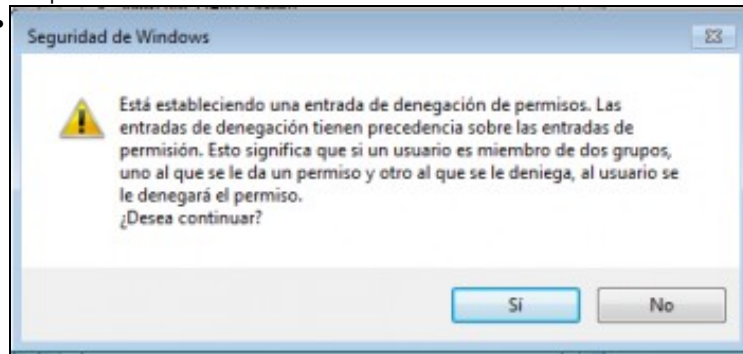 Seguridad de Windows
Está estableciendo una entrada de denegación de permisos. Las
entradas de denegación tienen precedencia sobre las entradas de
permisión. Esto significa que si un usuario es miembro de dos grupos,
uno al que se le da un permiso y otro al que se le deniega, al usuario se
le denegará el permiso.
¿Desea continuar?
Sí
No